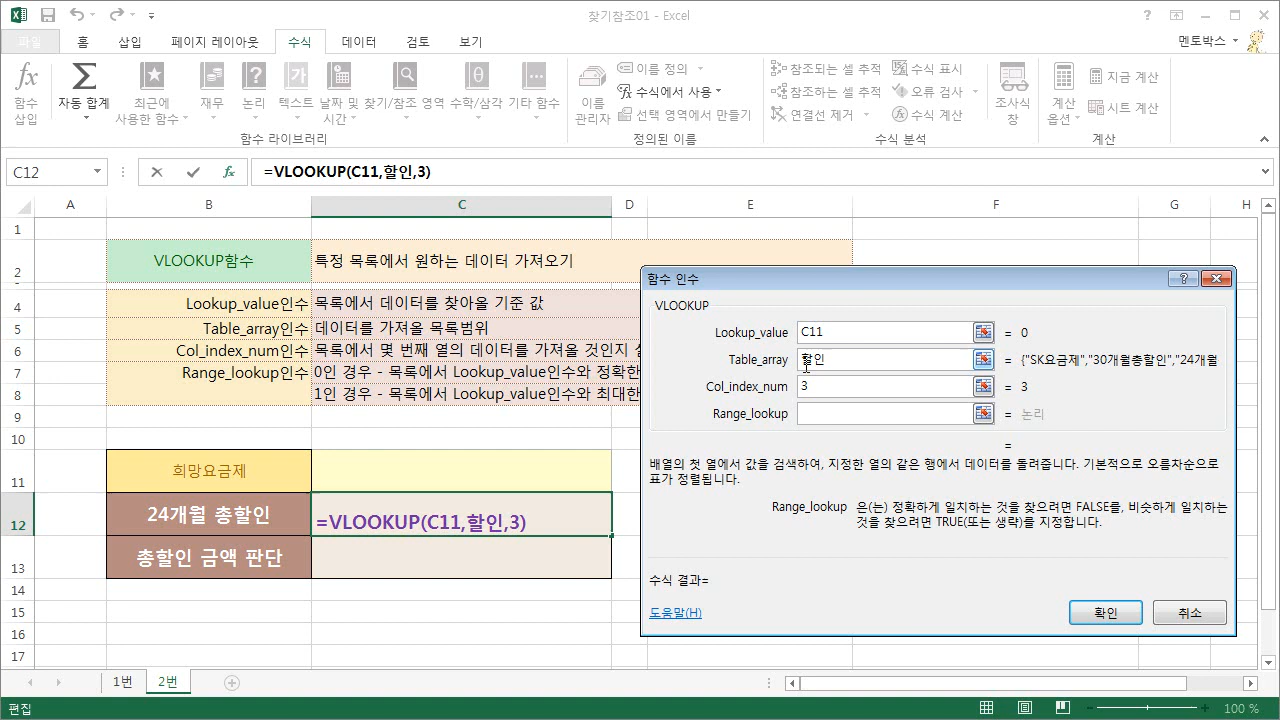 찾기참조01 - Excel
파일 홈 삽입 페이지 레이아웃 수식 데이터 검토 보기 멘토박스
함수 삽입
자동 합계
최근에 사용한 함수
재무
논리
텍스트
날짜 및 시간
찾기/참조 영역
수학/삼각
기타 함수
함수 라이브러리
이름 관리자
이름 정의
수식에서 사용
선택 영역에서 만들기
정의된 이름
참조되는 셀 추적
참조하는 셀 추적
연결선 제거
수식 표시
오류 검사
수식 계산
수식 분석
조사식 창
계산 옵션
지금 계산
시트 계산
계산
C12 fx =VLOOKUP(C11,할인,3)
A B C D E F G H
1
2 VLOOKUP함수 특정 목록에서 원하는 데이터 가져오기
4 Lookup_value인수 목록에서 데이터를 찾아올 기준 값
5 Table_array인수 데이터를 가져올 목록범위
6 Col_index_num인수 목록에서 몇 번째 열의 데이터를 가져올 것인지
7 Range_lookup인수 0인 경우 - 목록에서 Lookup_value인수와 정확한
8 1인 경우 - 목록에서 Lookup_value인수와 최대한
9
10
11 희망요금제
12 24개월 총할인 =VLOOKUP(C11,할인,3)
13 총할인 금액 판단
14
15
16
17
함수 인수
VLOOKUP
Lookup_value C11 = 0
Table_array 할인 = {"SK요금제","30개월총할인","24개월
Col_index_num 3 = 3
Range_lookup = 논리
=
배열의 첫 열에서 값을 검색하여, 지정한 열의 같은 행에서 데이터를 돌려줍니다. 기본적으로 오름차순으로
표가 정렬됩니다.
Range_lookup 은(는) 정확하게 일치하는 것을 찾으려면 FALSE를, 비슷하게 일치하는
것을 찾으려면 TRUE(또는 생략)를 지정합니다.
수식 결과=
도움말(H) 확인 취소
1번 2번
편집 100 %